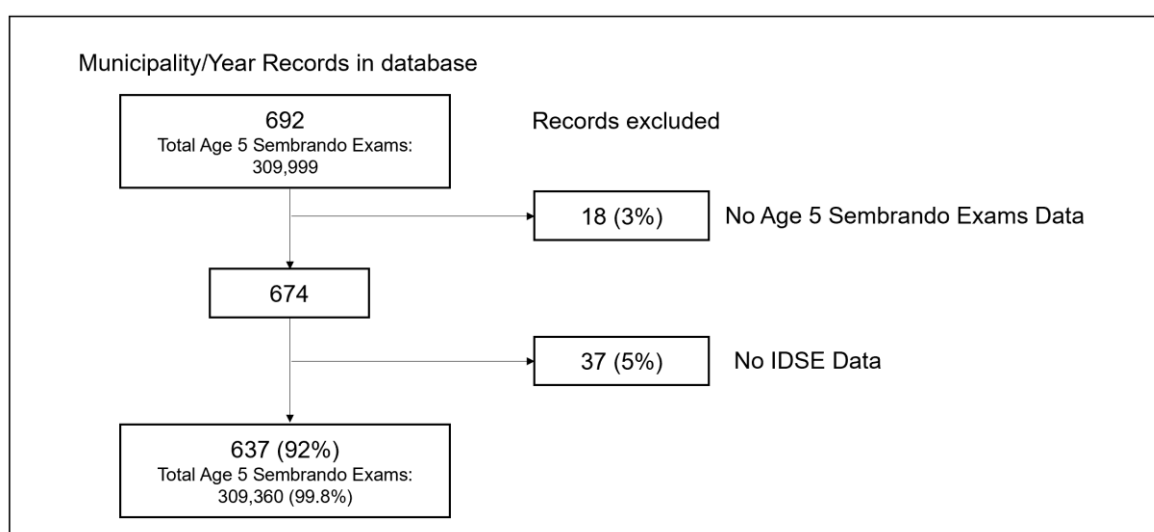 Municipality/Year Records in database
692
Total Age 5 Sembrando Exams:
309,999
Records excluded
18 (3%)
No Age 5 Sembrando Exams Data
674
37 (5%)
No IDSE Data
637 (92%)
Total Age 5 Sembrando Exams:
309,360 (99.8%)